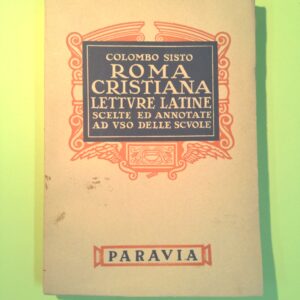 COLOMBO SISTO
ROMA
CRISTIANA
LETTVRE LATINE
SCELTE ED ANNOTATE
AD VSO DELLE SCVOLE
PARAVIA